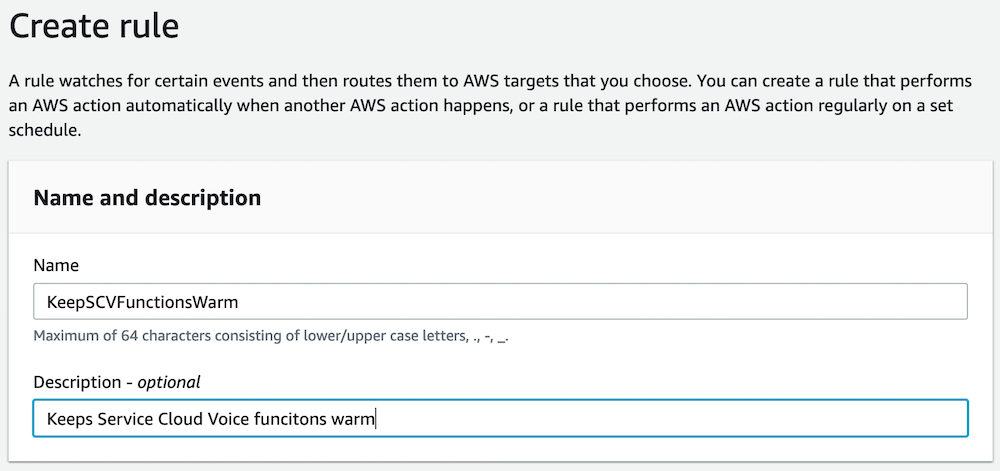 Create rule
A rule watches for certain events and then routes them to AWS targets that you choose. You can create a rule that performs
an AWS action automatically when another AWS action happens, or a rule that performs an AWS action regularly on a set
schedule.
Name and description
Name
KeepSCVFunctionsWarm
Maximum of 64 characters consisting of lower/upper case letters, ., -, _.
Description - optional
Keeps Service Cloud Voice funcitons warm